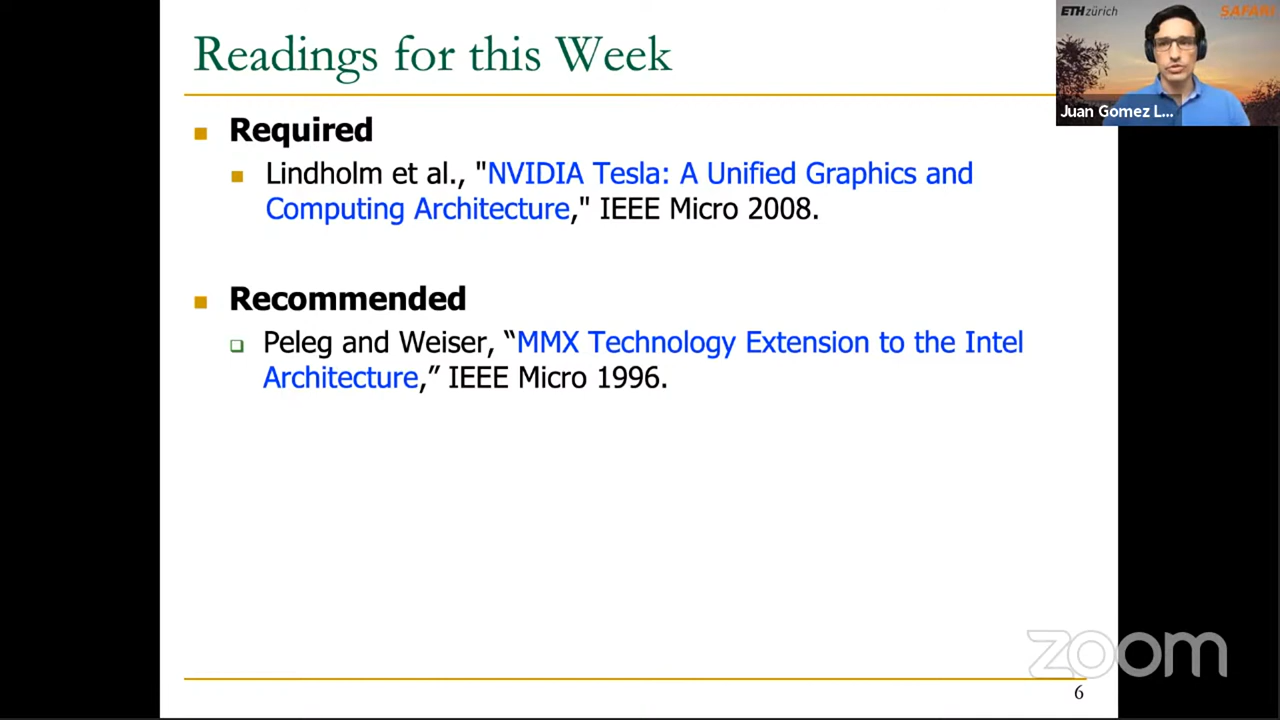 Readings for this Week
Required
Lindholm et al., "NVIDIA Tesla: A Unified Graphics and
Computing Architecture," IEEE Micro 2008.
Recommended
Peleg and Weiser, “MMX Technology Extension to the Intel
Architecture,” IEEE Micro 1996.
ETH zürich
SAFARI
Juan Gomez L...
zoom
6